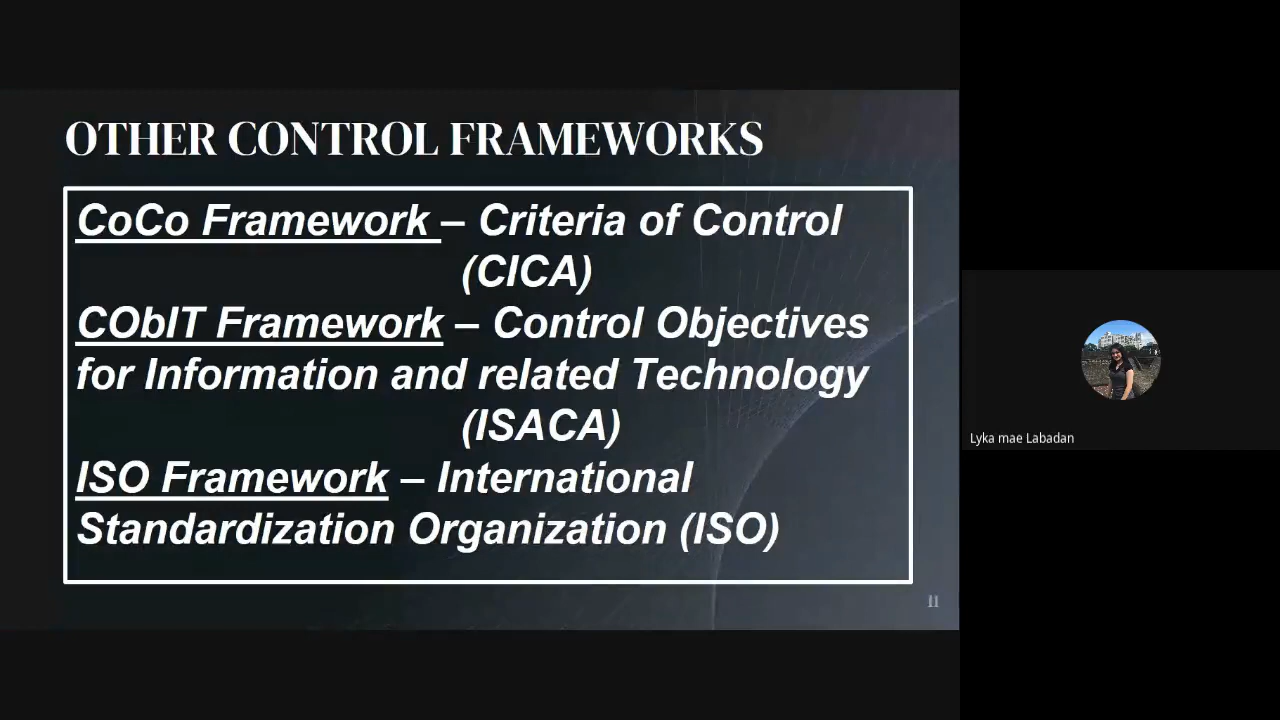 OTHER CONTROL FRAMEWORKS
CoCo Framework – Criteria of Control
(CICA)
CObIT Framework – Control Objectives
for Information and related Technology
(ISACA)
ISO Framework – International
Standardization Organization (ISO)
11
Lyka mae Labadan